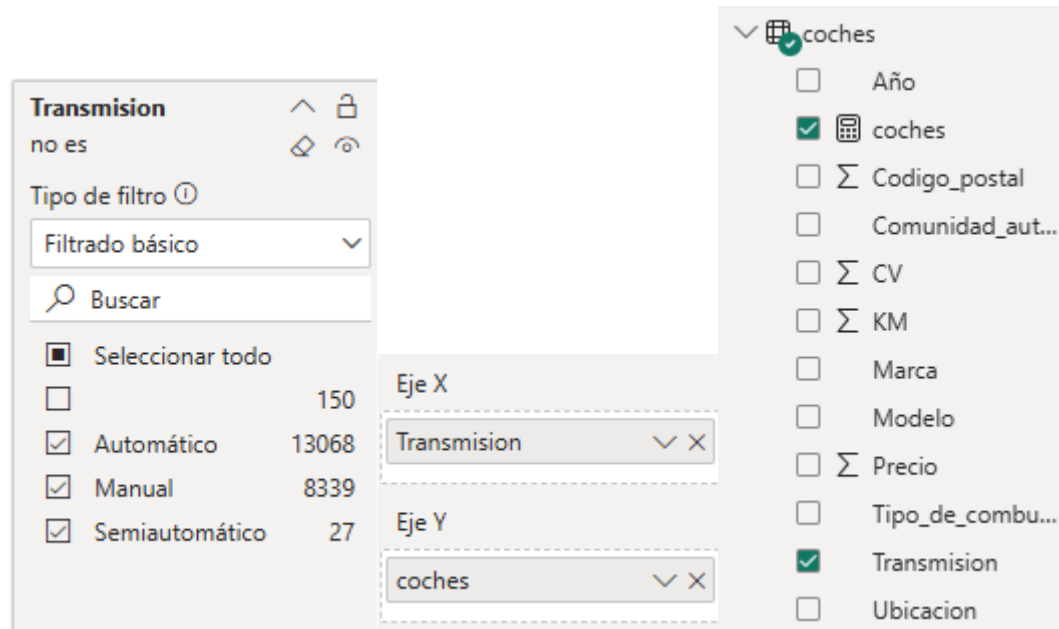 Transmision
no es
Tipo de filtro
Filtrado básico
Buscar
Seleccionar todo
150
Automático 13068
Manual 8339
Semiautomático 27
Eje X
Transmision
Eje Y
coches
coches
Año
coches
Codigo_postal
Comunidad_aut...
CV
KM
Marca
Modelo
Precio
Tipo_de_combu...
Transmision
Ubicacion